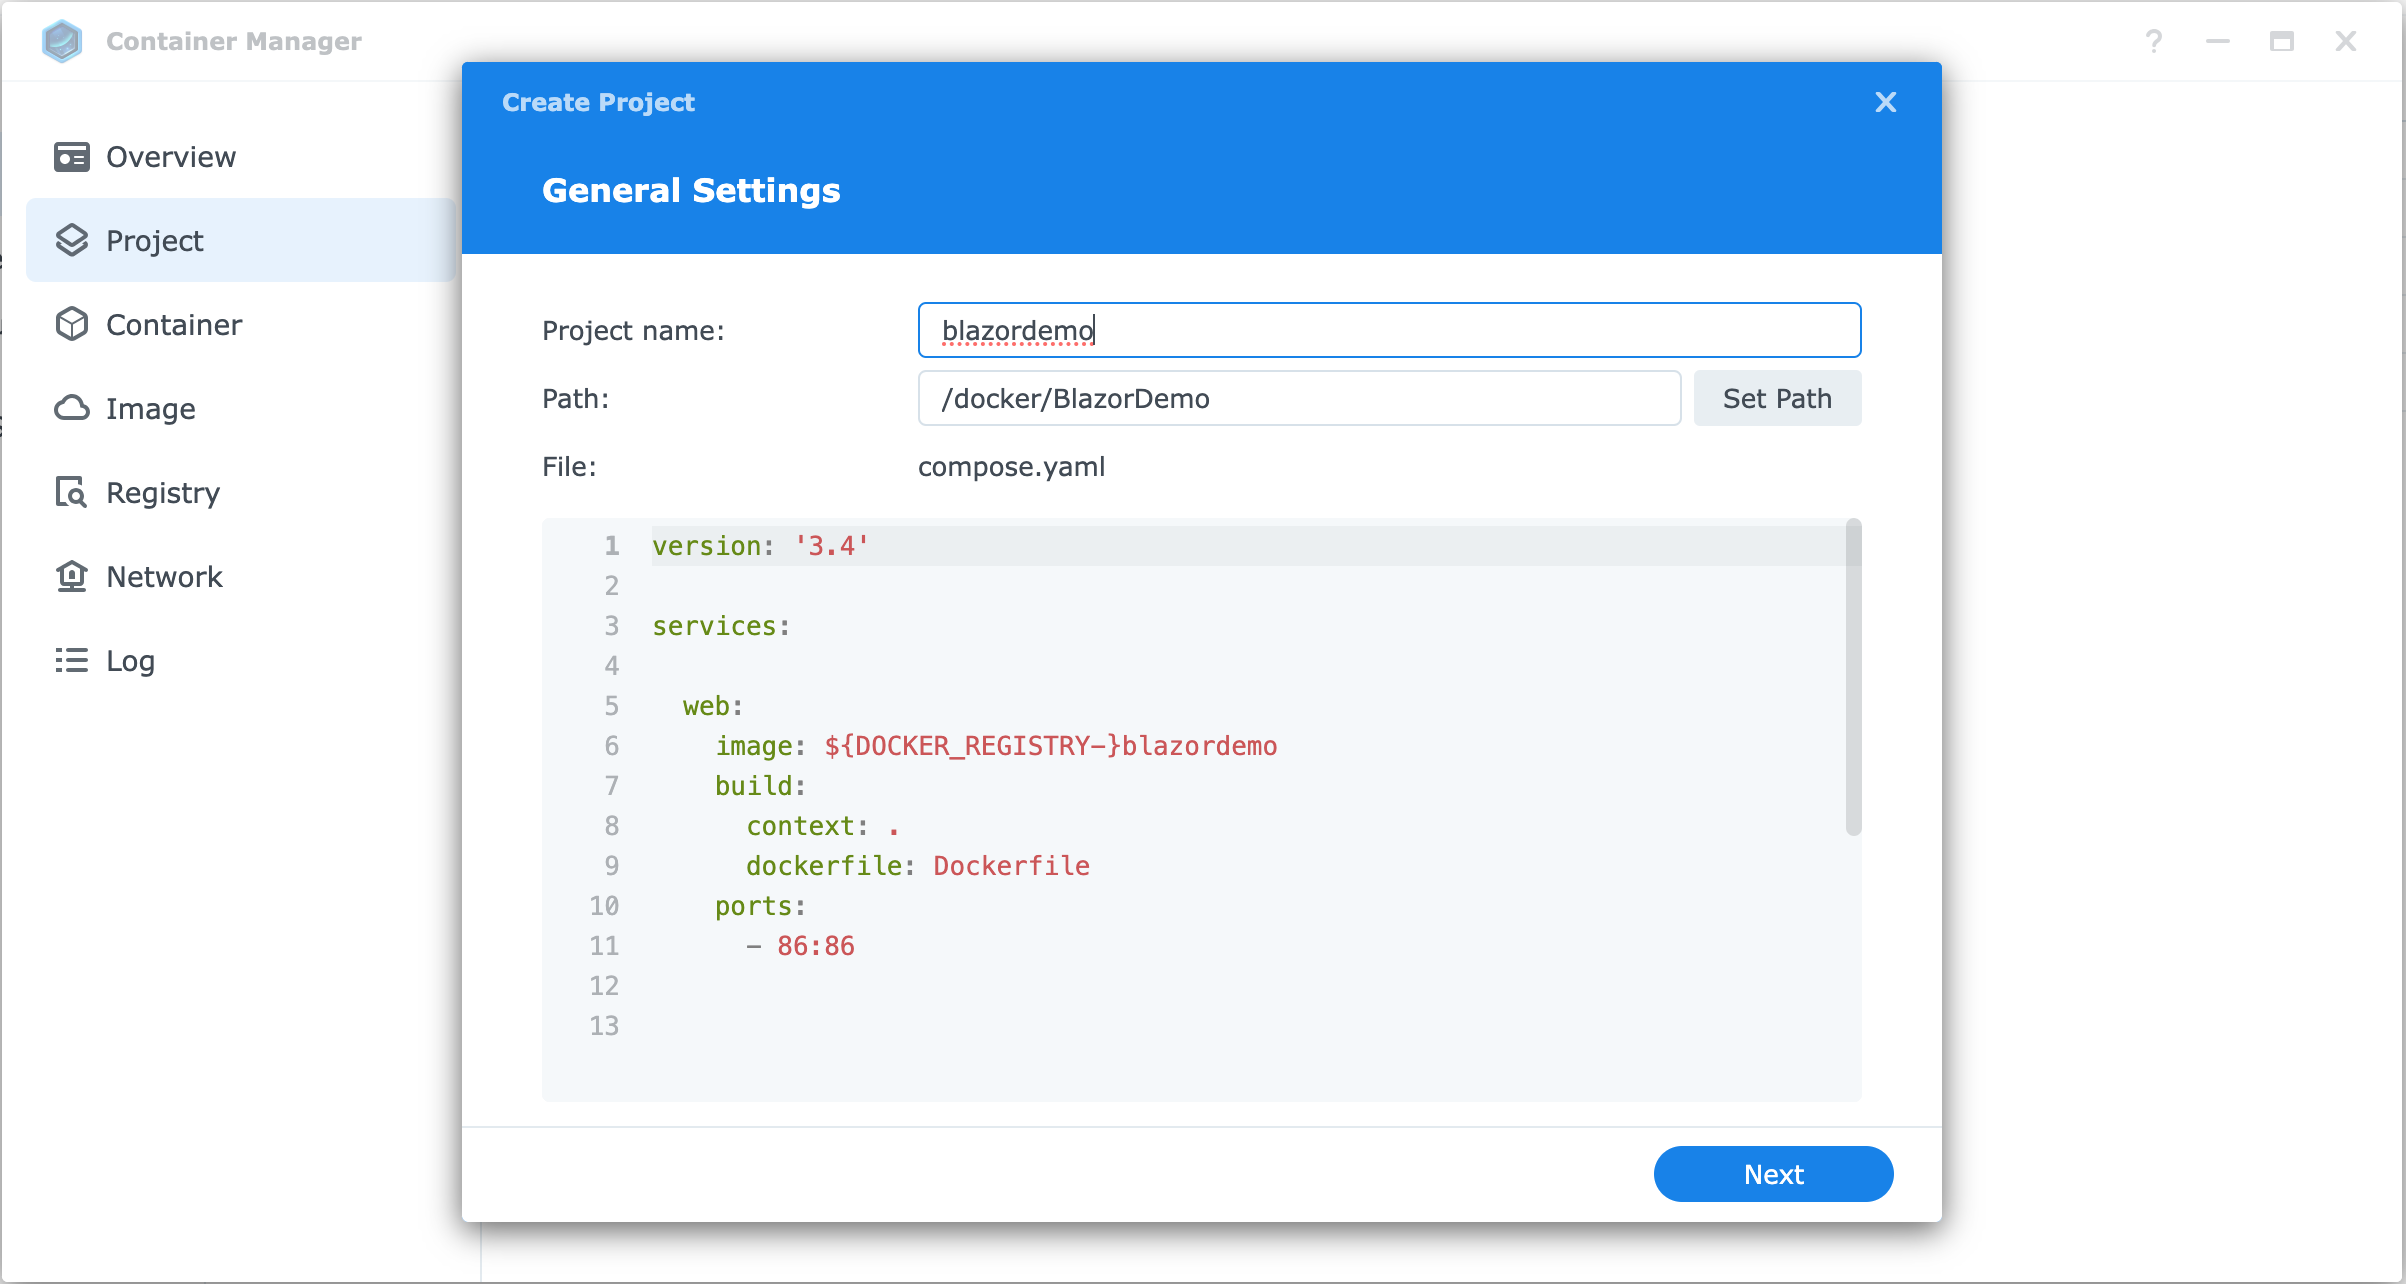 Container Manager
?
Create Project
General Settings
Overview
Project
Container
Image
Registry
Network
Log
Project name: blazordemo
Path: /docker/BlazorDemo Set Path
File: compose.yaml
1 version: '3.4'
2
3 services:
4
5   web:
6     image: ${DOCKER_REGISTRY-}blazordemo
7     build:
8       context: .
9       dockerfile: Dockerfile
10     ports:
11       - 86:86
12
13
Next